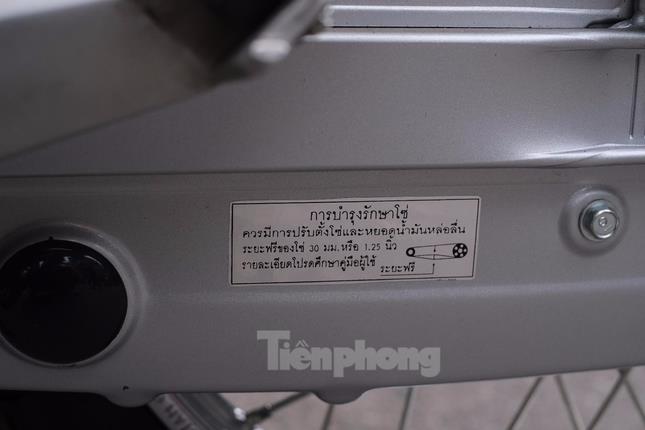 การบำรุงรักษาโซ่
ควรมีการปรับตั้งโซ่และหยอดน้ำมันหล่อลื่น
ระยะฟรีของโซ่ 30 มม. หรือ 1.25 นิ้ว
รายละเอียดโปรดศึกษาคู่มือผู้ใช้ ระยะฟรี
Tiềnphong